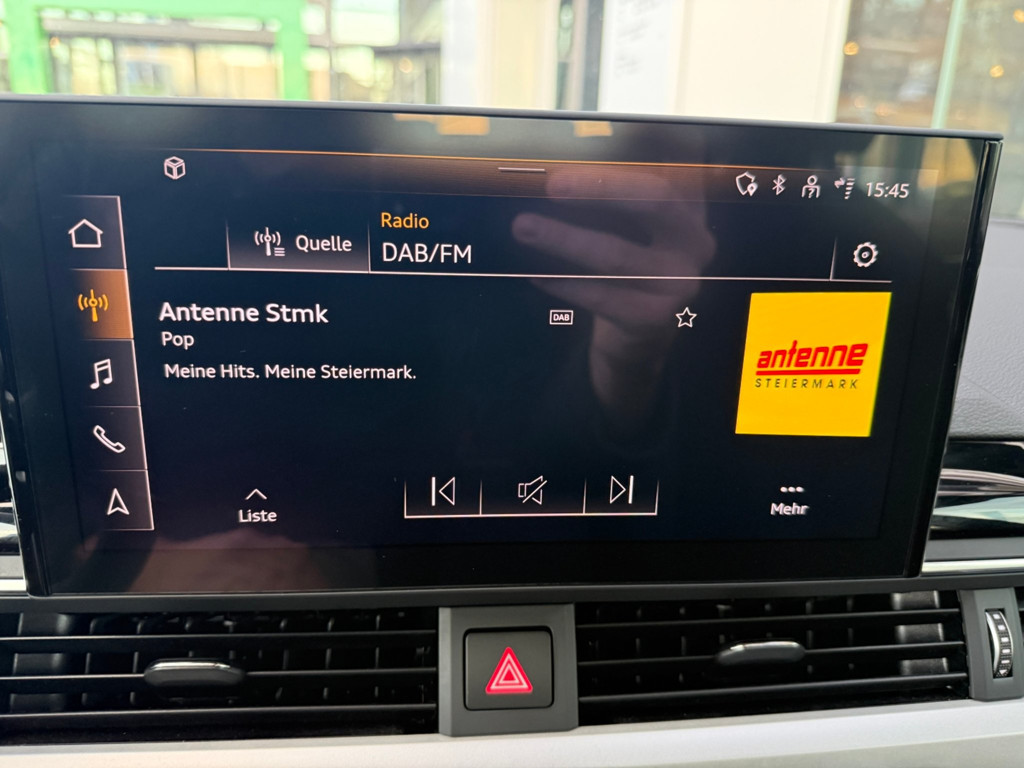 15:45
Radio
Quelle
DAB/FM
Antenne Stmk
DAB
Pop
Meine Hits. Meine Steiermark.
antenne
STEIERMARK
Liste
Mehr